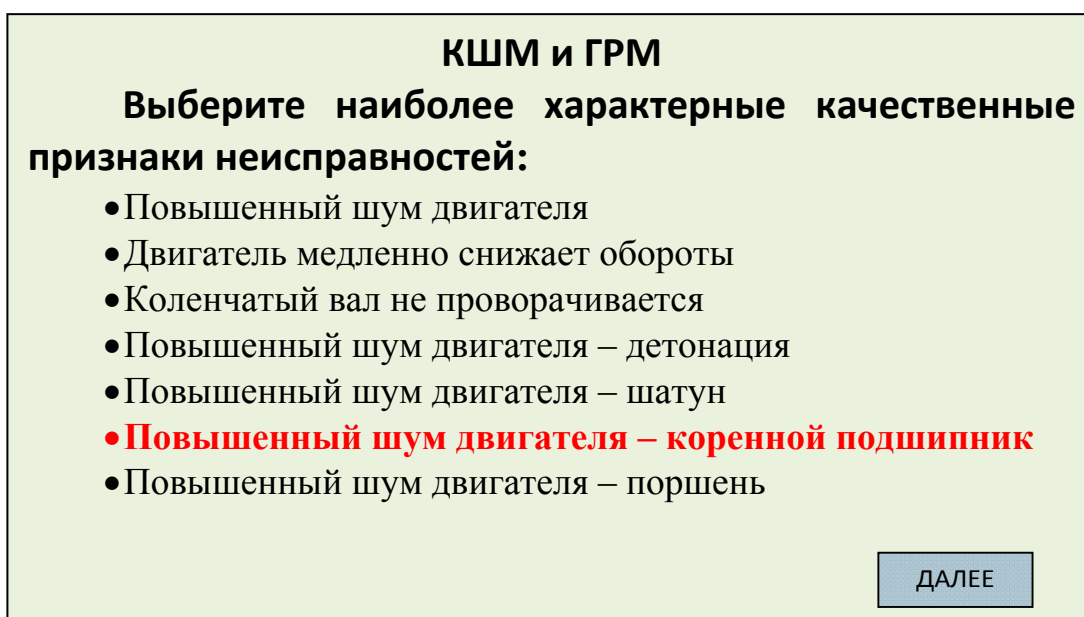 КШМ и ГРМ
Выберите наиболее характерные качественные
признаки неисправностей:
•Повышенный шум двигателя
•Двигатель медленно снижает обороты
•Коленчатый вал не проворачивается
•Повышенный шум двигателя – детонация
•Повышенный шум двигателя – шатун
•Повышенный шум двигателя – коренной подшипник
•Повышенный шум двигателя – поршень
ДАЛЕЕ